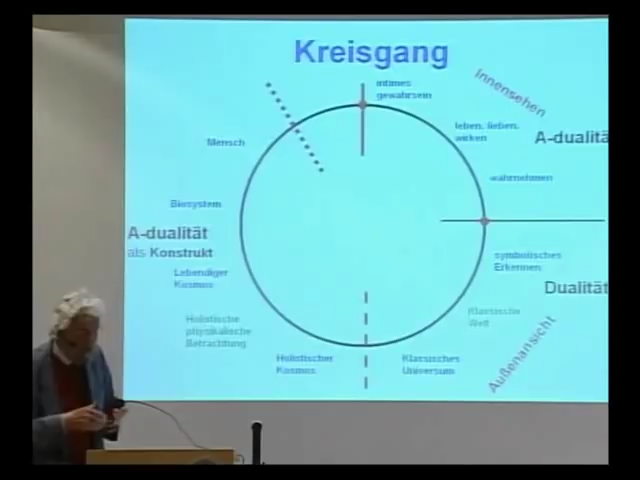 Kreisgang
intimes
gewahrsein
Innensehen
leben, lieben,
wirken
A-dualitä
Mensch
wahrnehmen
Biosystem
A-dualität
als Konstrukt
symbolisches
Erkennen
Lebendiger
Kosmos
Dualität
Klassische
Welt
Holistische
physikalische
Betrachtung
Außenansicht
Holistischer
Kosmos
Klassisches
Universum